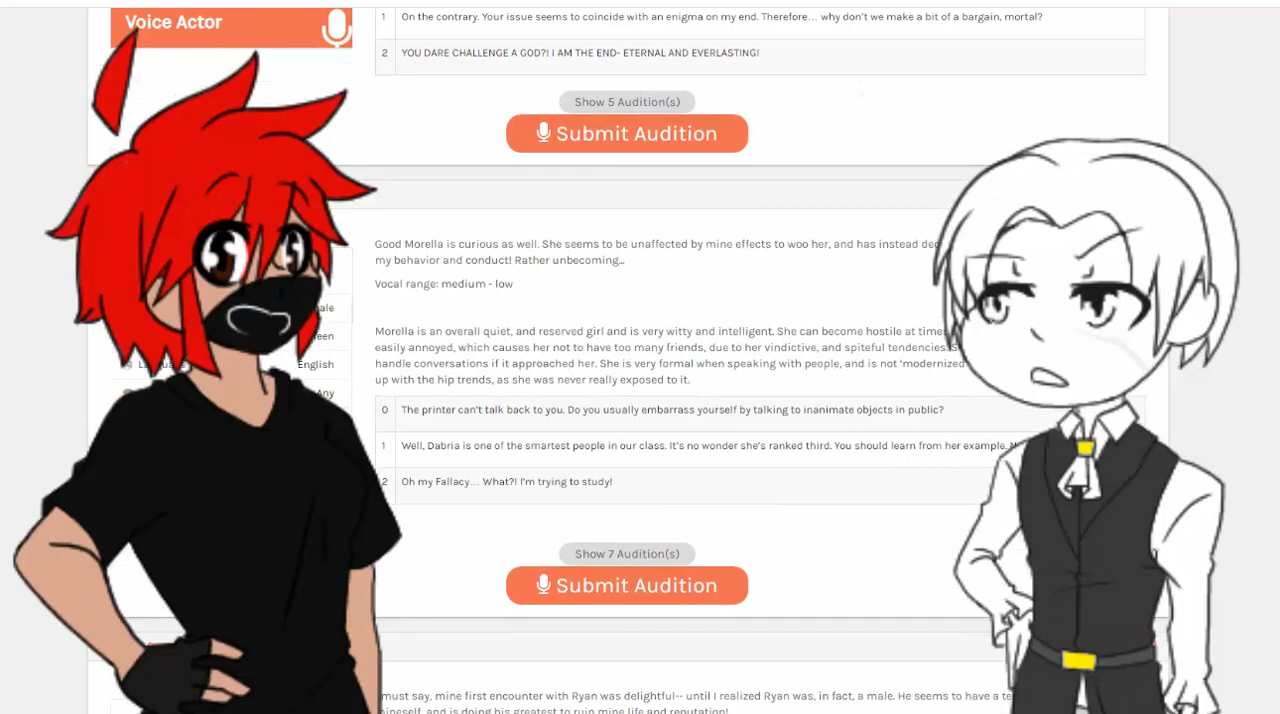 Voice Actor
1 On the contrary. Your issue seems to coincide with an enigma on my end. Therefore... why don't we make a bit of a bargain, mortal?
2 YOU DARE CHALLENGE A GOD?! I AM THE END- ETERNAL AND EVERLASTING!
Show 5 Audition(s)
Submit Audition
Good Morella is curious as well. She seems to be unaffected by mine effects to woo her, and has instead
my behavior and conduct! Rather unbecoming...
Vocal range: medium - low
Morella is an overall quiet, and reserved girl and is very witty and intelligent. She can become hostile at times
easily annoyed, which causes her not to have too many friends, due to her vindictive, and spiteful tendencies.
handle conversations if it approached her. She is very formal when speaking with people, and is not 'modernized
up with the hip trends, as she was never really exposed to it.
English
Any
0 The printer can't talk back to you. Do you usually embarrass yourself by talking to inanimate objects in public?
1 Well, Dabria is one of the smartest people in our class. It's no wonder she's ranked third. You should learn from her example.
2 Oh my Fallacy... What?! I'm trying to study!
Show 7 Audition(s)
Submit Audition
must say, mine first encounter with Ryan was delightful-- until I realized Ryan was, in fact, a male. He seems to have a
mineself, and is doing his greatest to ruin mine life and reputation!